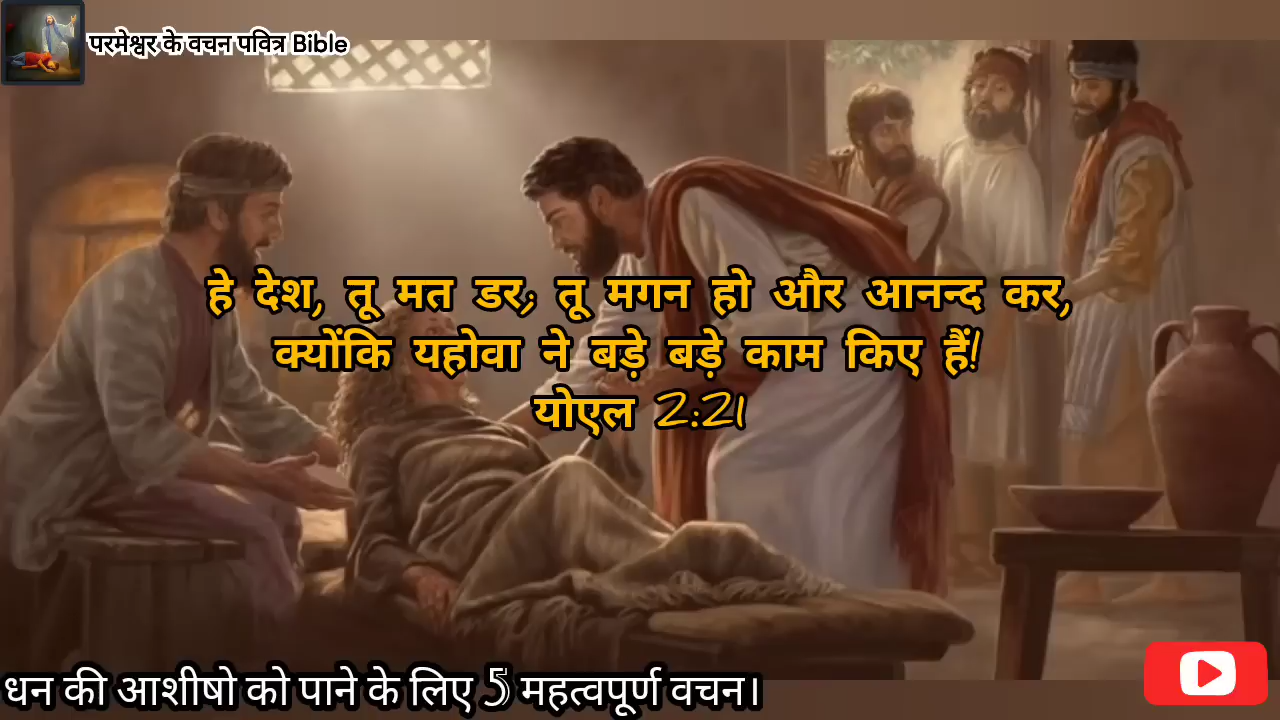 परमेश्वर के वचन पवित्र Bible
हे देश, तू मत डर; तू मगन हो और आनन्द कर,
क्योंकि यहोवा ने बड़े बड़े काम किए हैं!
योएल 2:21
धन की आशीषो को पाने के लिए 5 महत्वपूर्ण वचन।